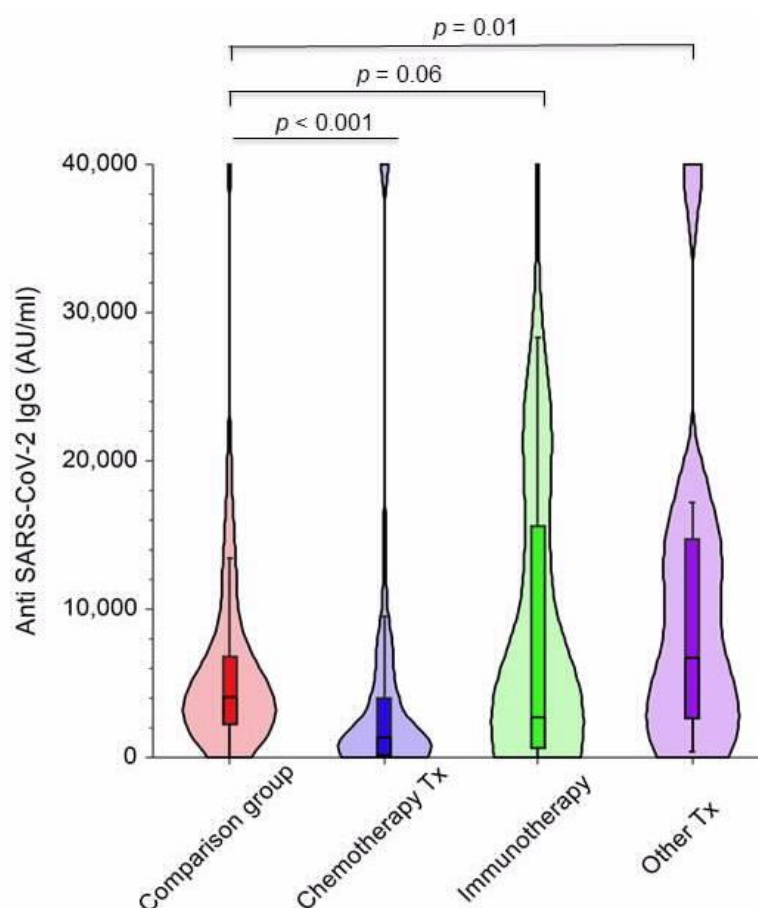 p = 0.01
p = 0.06
p < 0.001
40,000
30,000
20,000
10,000
0
Anti SARS-CoV-2 IgG (AU/ml)
Comparison group
Chemotherapy Tx
Immunotherapy
Other Tx